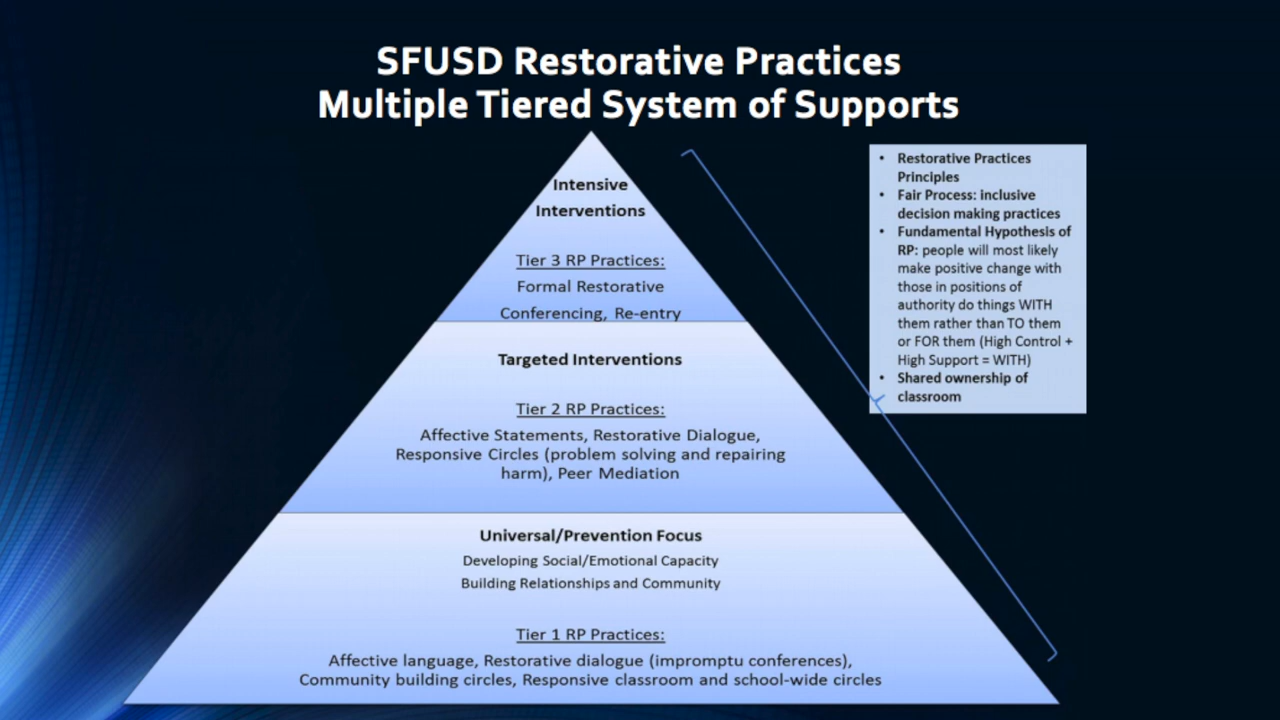 SFUSD Restorative Practices
Multiple Tiered System of Supports
Intensive
Interventions
Tier 3 RP Practices:
Formal Restorative
Conferencing, Re-entry
Targeted Interventions
Tier 2 RP Practices:
Affective Statements, Restorative Dialogue,
Responsive Circles (problem solving and repairing
harm), Peer Mediation
Universal/Prevention Focus
Developing Social/Emotional Capacity
Building Relationships and Community
Tier 1 RP Practices:
Affective language, Restorative dialogue (impromptu conferences),
Community building circles, Responsive classroom and school-wide circles
• Restorative Practices
Principles
• Fair Process: inclusive
decision making practices
• Fundamental Hypothesis of
RP: people will most likely
make positive change with
those in positions of
authority do things WITH
them rather than TO them
or FOR them (High Control +
High Support = WITH)
• Shared ownership of
classroom